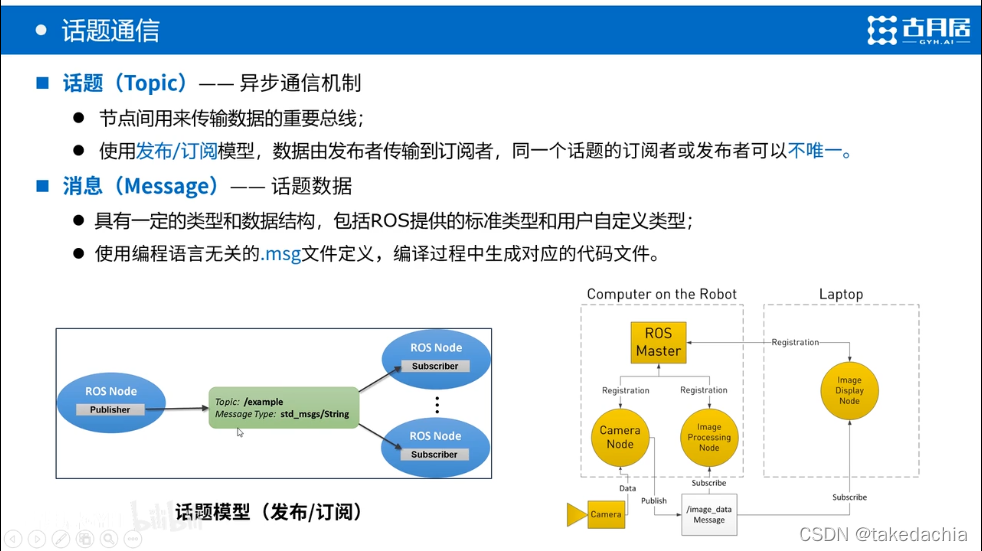 话题通信
古月居
GYH.AI
话题（Topic）—— 异步通信机制
节点间用来传输数据的重要总线；
使用发布/订阅模型，数据由发布者传输到订阅者，同一个话题的订阅者或发布者可以不唯一。
消息（Message）—— 话题数据
具有一定的类型和数据结构，包括ROS提供的标准类型和用户自定义类型；
使用编程语言无关的.msg文件定义，编译过程中生成对应的代码文件。
ROS Node
Publisher
Topic: /example
Message Type: std_msgs/String
ROS Node
Subscriber
ROS Node
Subscriber
话题模型（发布/订阅）
bilibili
Computer on the Robot
Laptop
ROS
Master
Registration
Registration
Registration
Camera
Node
Image
Processing
Node
Image
Display
Node
Data
Publish
Subscribe
Subscribe
Camera
/image_data
Message
CSDN @takedachia